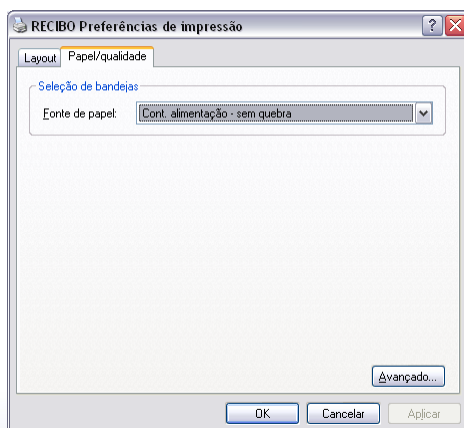 RECIBO Preferências de impressão
Layout Papel/qualidade
Seleção de bandejas
Fonte de papel: Cont. alimentação - sem quebra
Avançado...
OK Cancelar Aplicar